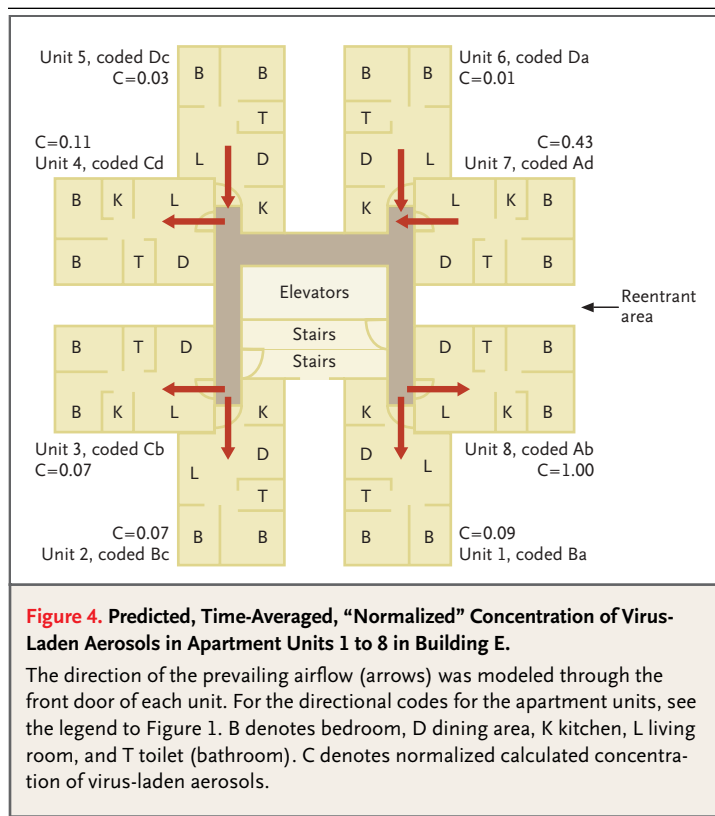 Unit 5, coded Dc
C=0.03
B
B
T
L
D
K
Unit 6, coded Da
C=0.01
B
B
T
D
L
K
C=0.11
Unit 4, coded Cd
B
K
L
B
T
D
C=0.43
Unit 7, coded Ad
L
K
B
D
T
B
Elevators
Stairs
Stairs
Reentrant
area
B
T
D
B
K
L
Unit 3, coded Cb
C=0.07
D
T
B
L
K
B
Unit 8, coded Ab
C=1.00
K
D
L
T
B
B
C=0.07
Unit 2, coded Bc
K
D
L
T
B
B
C=0.09
Unit 1, coded Ba
Figure 4. Predicted, Time-Averaged, “Normalized” Concentration of Virus-
Laden Aerosols in Apartment Units 1 to 8 in Building E.
The direction of the prevailing airflow (arrows) was modeled through the
front door of each unit. For the directional codes for the apartment units, see
the legend to Figure 1. B denotes bedroom, D dining area, K kitchen, L living
room, and T toilet (bathroom). C denotes normalized calculated concentra-
tion of virus-laden aerosols.